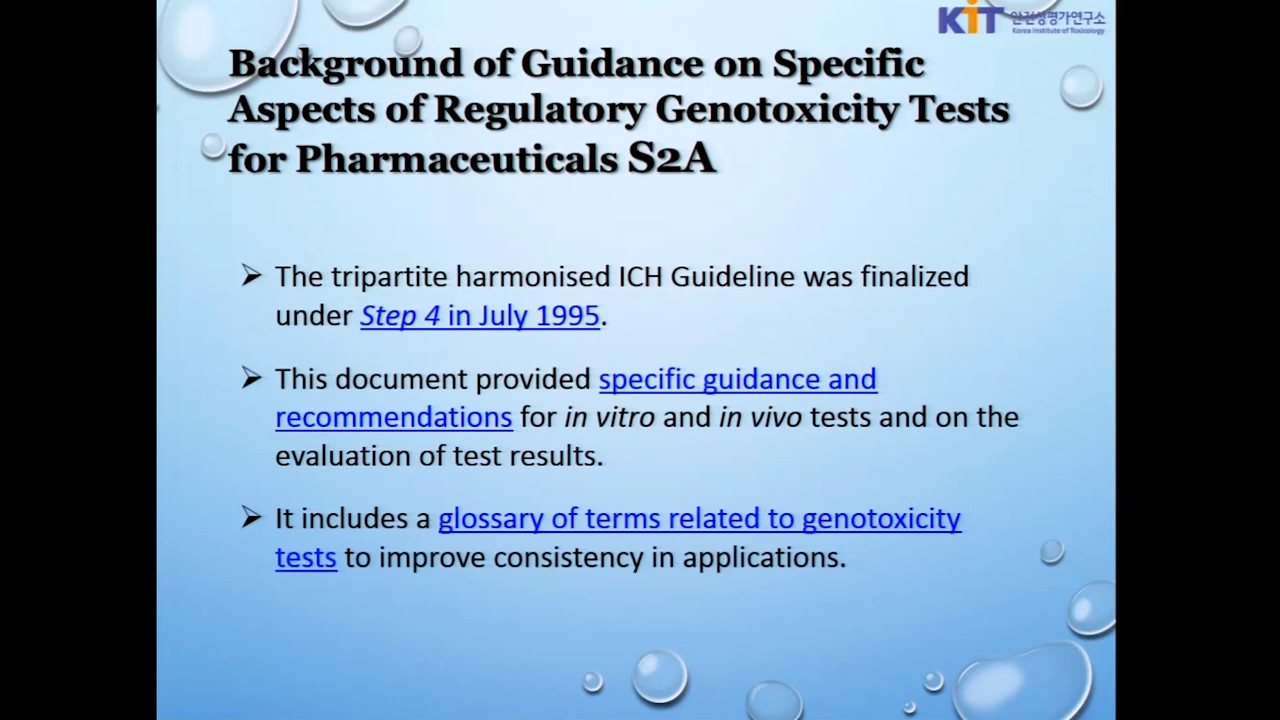 KIT 안전성평가연구소
Korea Institute of Toxicology
Background of Guidance on Specific
Aspects of Regulatory Genotoxicity Tests
for Pharmaceuticals S2A
➢ The tripartite harmonised ICH Guideline was finalized
under Step 4 in July 1995.
➢ This document provided specific guidance and
recommendations for in vitro and in vivo tests and on the
evaluation of test results.
➢ It includes a glossary of terms related to genotoxicity
tests to improve consistency in applications.